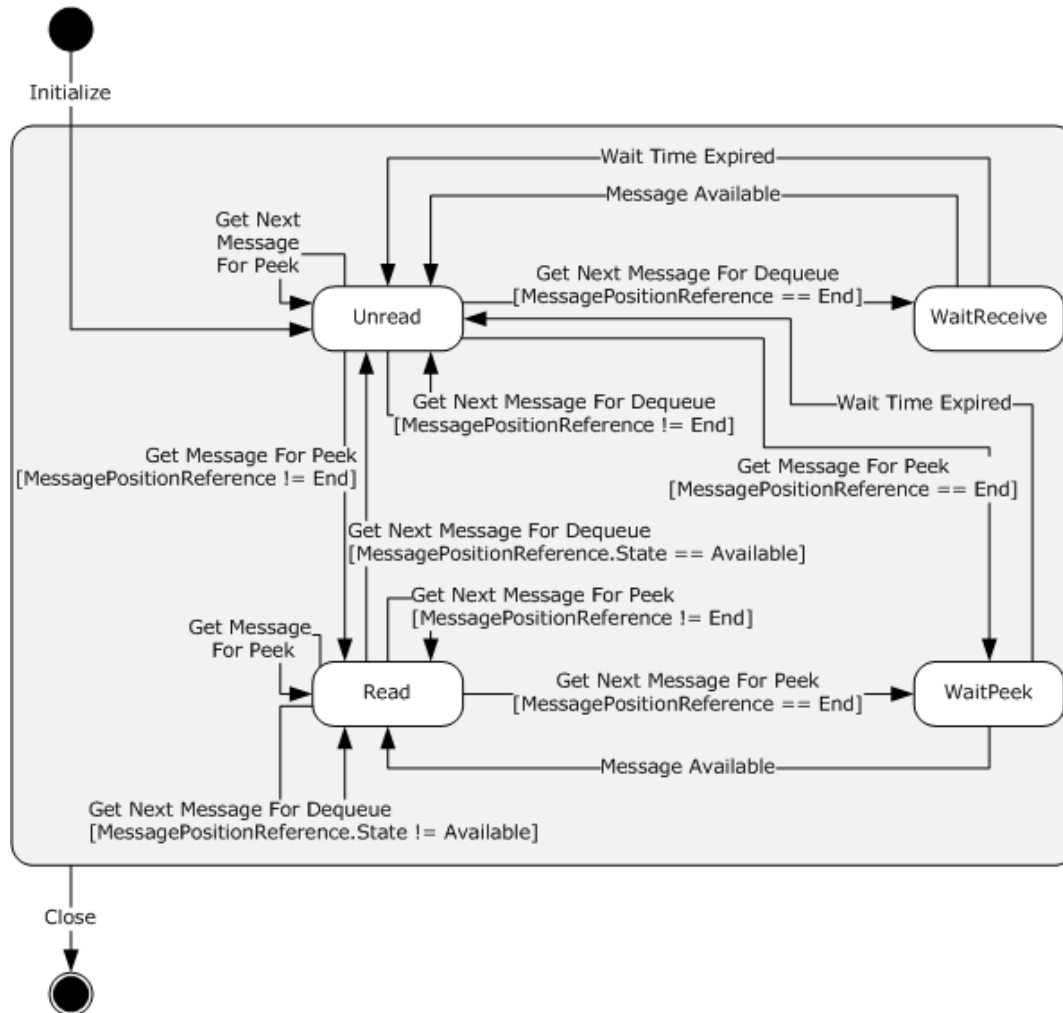 Initialize
Wait Time Expired
Message Available
Get Next
Message
For Peek
Get Next Message For Dequeue
[MessagePositionReference == End]
Unread
WaitReceive
Get Next Message For Dequeue
[MessagePositionReference != End]
Wait Time Expired
Get Message For Peek
[MessagePositionReference != End]
Get Message For Peek
[MessagePositionReference == End]
Get Next Message For Dequeue
[MessagePositionReference.State == Available]
Get Next Message For Peek
[MessagePositionReference != End]
Get Message
For Peek
Read
Get Next Message For Peek
[MessagePositionReference == End]
WaitPeek
Message Available
Get Next Message For Dequeue
[MessagePositionReference.State != Available]
Close